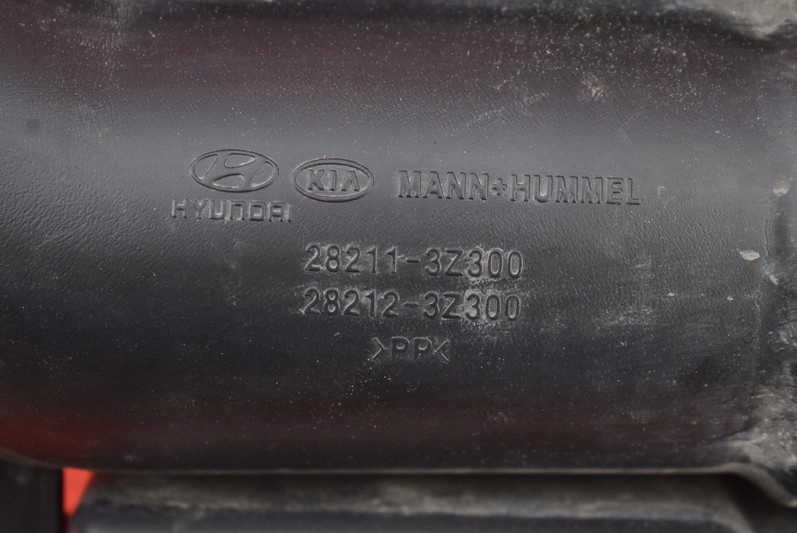 KIA MANN+HUMMEL
HYUNDAI
28211-3Z300
28212-3Z300
>PP<